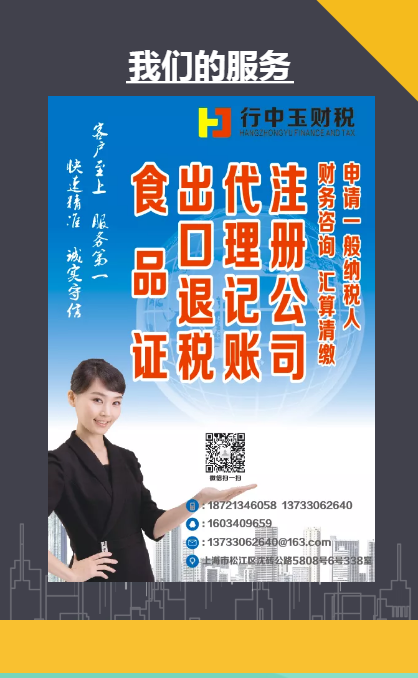 我们的服务
行中玉财税
HANGZHONGYU FINANCE AND TAX
申请一般纳税人
财务咨询 汇算清缴
注册公司
代理记账
出口退税
食品证
客户至上 服务第一
快速精准 诚实守信
微信扫一扫
: 18721346058 13733062640
: 1603409659
: 13733062640@163.com
: 上海市松江区沈砖公路5808号6号338室